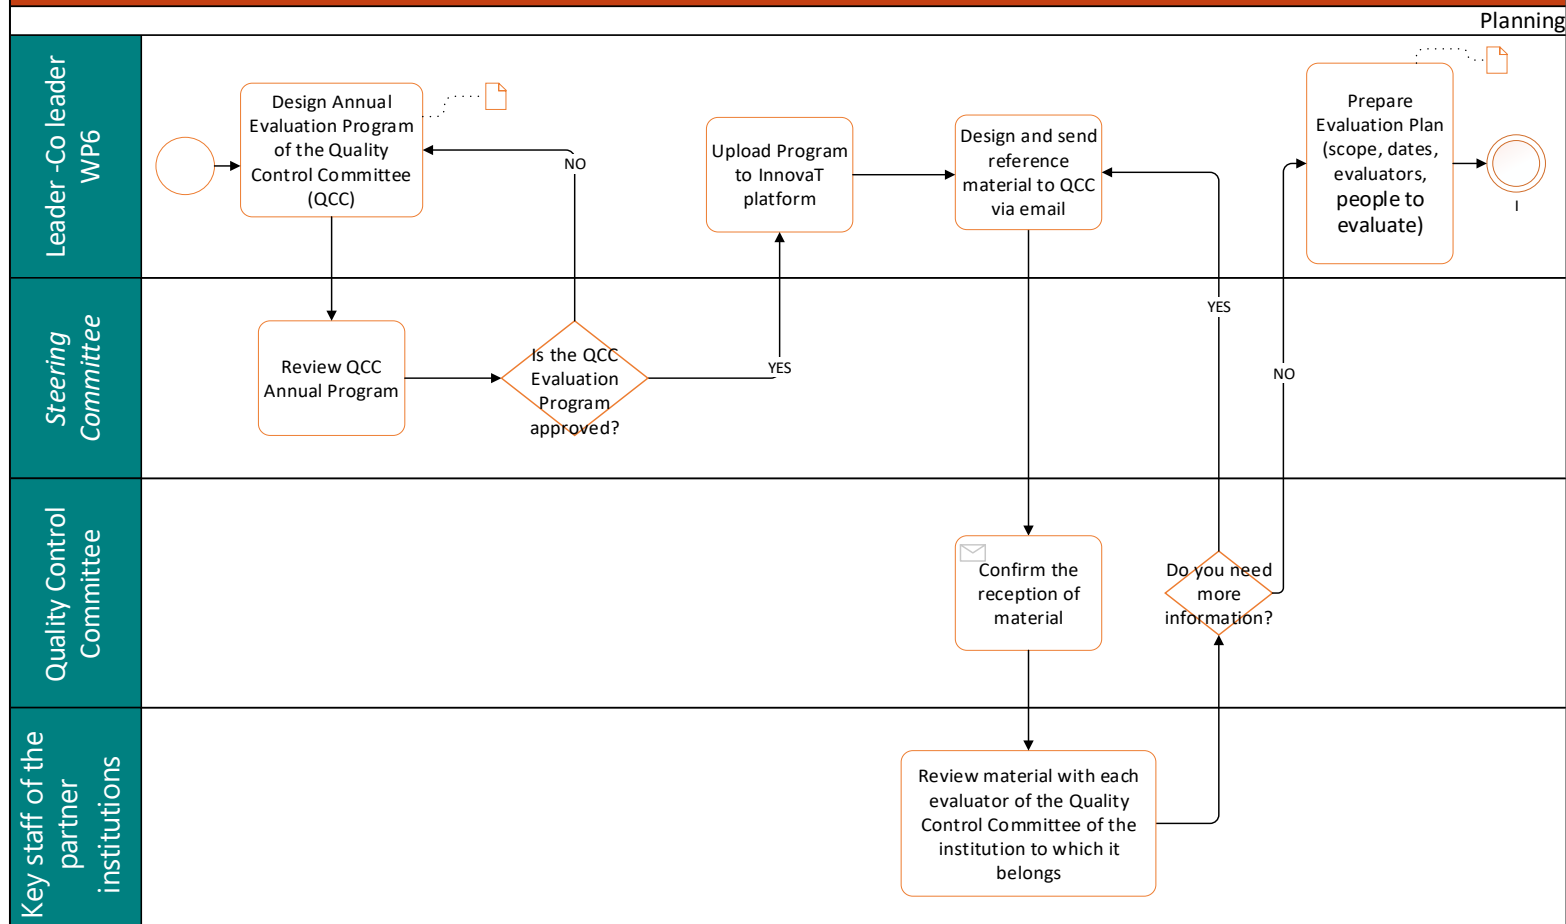 Planning
Leader -Co leader
WP6
Design Annual
Evaluation Program
of the Quality
Control Committee
(QCC)
NO
Upload Program
to InnovaT
platform
Design and send
reference
material to QCC
via email
Prepare
Evaluation Plan
(scope, dates,
evaluators,
people to
evaluate)
I
Steering
Committee
Review QCC
Annual Program
Is the QCC
Evaluation
Program
approved?
YES
YES
NO
Quality Control
Committee
Confirm the
reception of
material
Do you need
more
information?
Key staff of the
partner
institutions
Review material with each
evaluator of the Quality
Control Committee of the
institution to which it
belongs